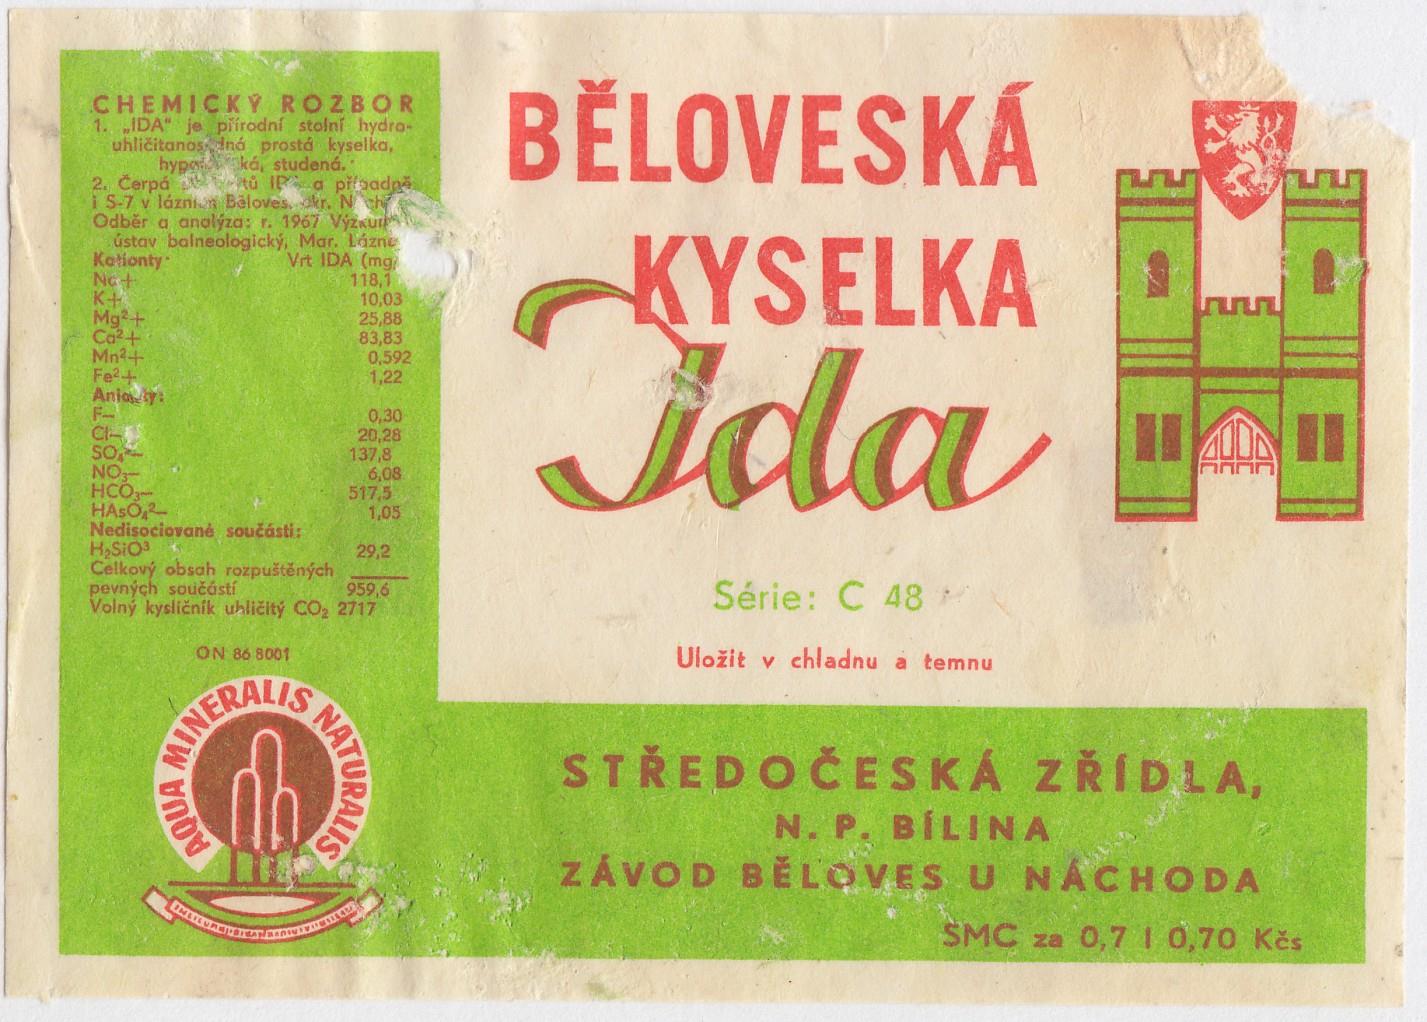 CHEMICKÝ ROZBOR
1. „IDA" je přírodní stolní hydro-
prostá kyselka,
studená.
2. Čerpá a případně
i S-7 v lázních Běloves, okr.
Odběr a analýza: r. 1967
ústav balneologický, Mar.
Kationty Vrt IDA (mg/
Na+ 118,1
K+ 10,03
Mg²+ 25,88
Ca²+ 83,83
Mn²+ 0,592
Fe²+ 1,22
Anionty:
F— 0,30
Cl— 20,28
SO₄²— 137,8
NO₃— 6,08
HCO₃— 517,5
HAsO₄²— 1,05
Nedisociované součásti:
H₂SiO³ 29,2
Celkový obsah rozpuštěných
pevných součástí 959,6
Volný kysličník uhličitý CO₂ 2717
ON 86 8001
AQUA MINERALIS NATURALIS
BĚLOVESKÁ
KYSELKA
Ida
Série: C 48
Uložit v chladnu a temnu
STŘEDOČESKÁ ZŘÍDLA,
N. P. BÍLINA
ZÁVOD BĚLOVES U NÁCHODA
SMC za 0,7 l 0,70 Kčs